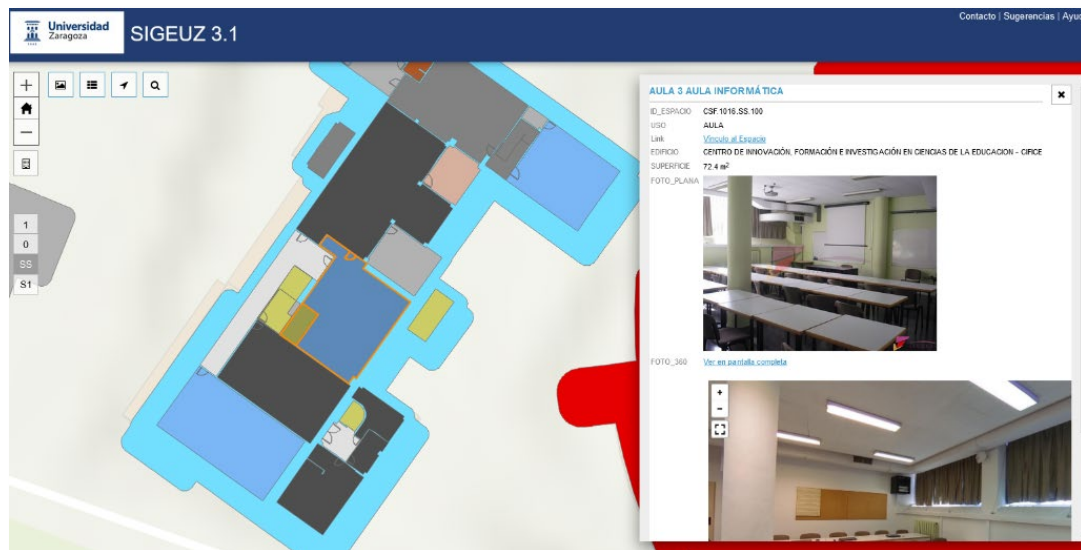 Universidad
Zaragoza
SIGEUZ 3.1
Contacto | Sugerencias | Ayu
AULA 3 AULA INFORMÁTICA
ID_ESPACIO CSF.1016.SS.100
USO AULA
Link Vínculo al Espacio
EDIFICIO CENTRO DE INNOVACIÓN, FORMACIÓN E INVESTIGACIÓN EN CIENCIAS DE LA EDUCACION - CIFICE
SUPERFICIE 72.4 m²
FOTO_PLANA
FOTO_360 Ver en pantalla completa
1
0
SS
S1